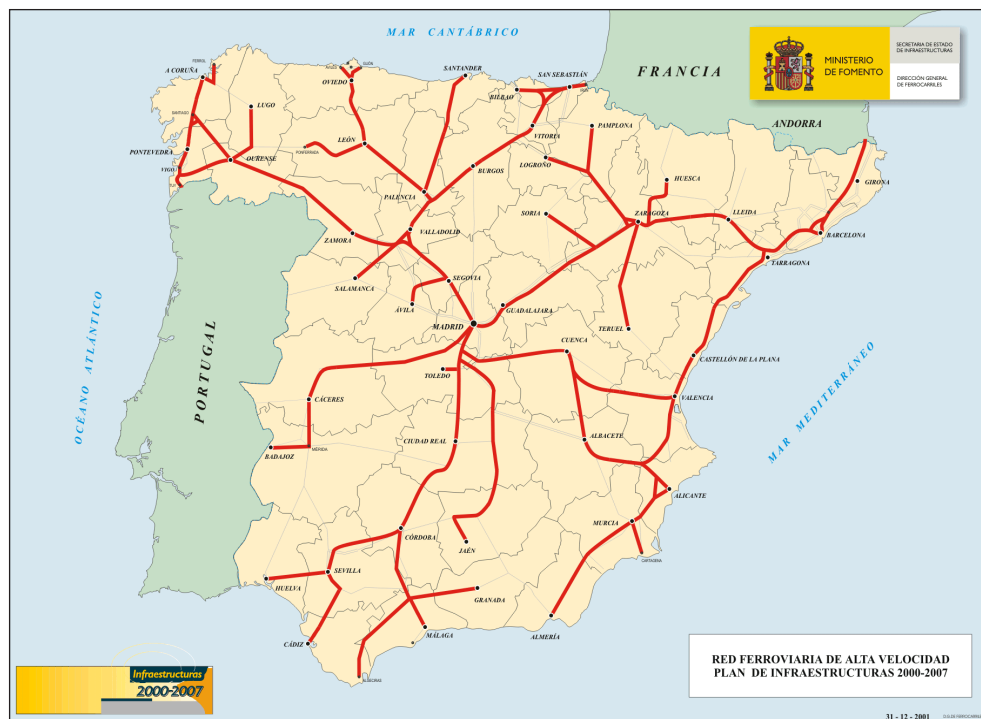 MAR CANTÁBRICO
FRANCIA
MINISTERIO
DE FOMENTO
SECRETARIA DE ESTADO
DE INFRAESTRUCTURAS
DIRECCIÓN GENERAL
DE FERROCARRILES
ANDORRA
FERROL
A CORUÑA
SANTIAGO
LUGO
PONTEVEDRA
VIGO
TUY
OURENSE
GIJÓN
OVIEDO
LEÓN
PONFERRADA
SANTANDER
SAN SEBASTIÁN
BILBAO
VITORIA
PAMPLONA
LOGROÑO
BURGOS
PALENCIA
HUESCA
GIRONA
SORIA
ZARAGOZA
LLEIDA
BARCELONA
TARRAGONA
ZAMORA
VALLADOLID
SALAMANCA
SEGOVIA
ÁVILA
GUADALAJARA
MADRID
TERUEL
CUENCA
TOLEDO
CASTELLÓN DE LA PLANA
VALENCIA
OCÉANO ATLÁNTICO
PORTUGAL
MAR MEDITERRÁNEO
CÁCERES
BADAJOZ
MÉRIDA
CIUDAD REAL
ALBACETE
ALICANTE
MURCIA
CARTAGENA
CÓRDOBA
JAÉN
SEVILLA
HUELVA
GRANADA
CÁDIZ
MÁLAGA
ALMERÍA
ALGECIRAS
Infraestructuras
2000-2007
RED FERROVIARIA DE ALTA VELOCIDAD
PLAN DE INFRAESTRUCTURAS 2000-2007
31 - 12 - 2001